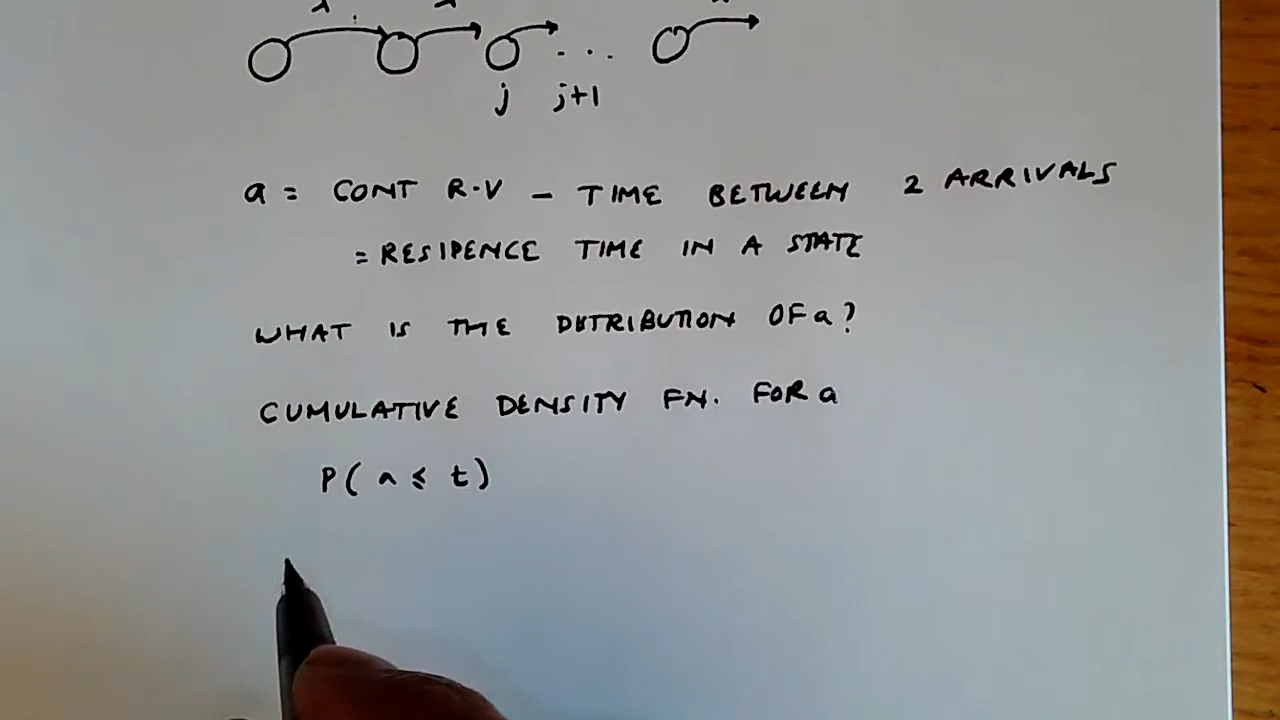 λ λ
j j+1
a = CONT R.V – TIME BETWEEN 2 ARRIVALS
= RESIDENCE TIME IN A STATE
WHAT IS THE DISTRIBUTION OF a?
CUMULATIVE DENSITY FN. FOR a
P( a ≤ t)